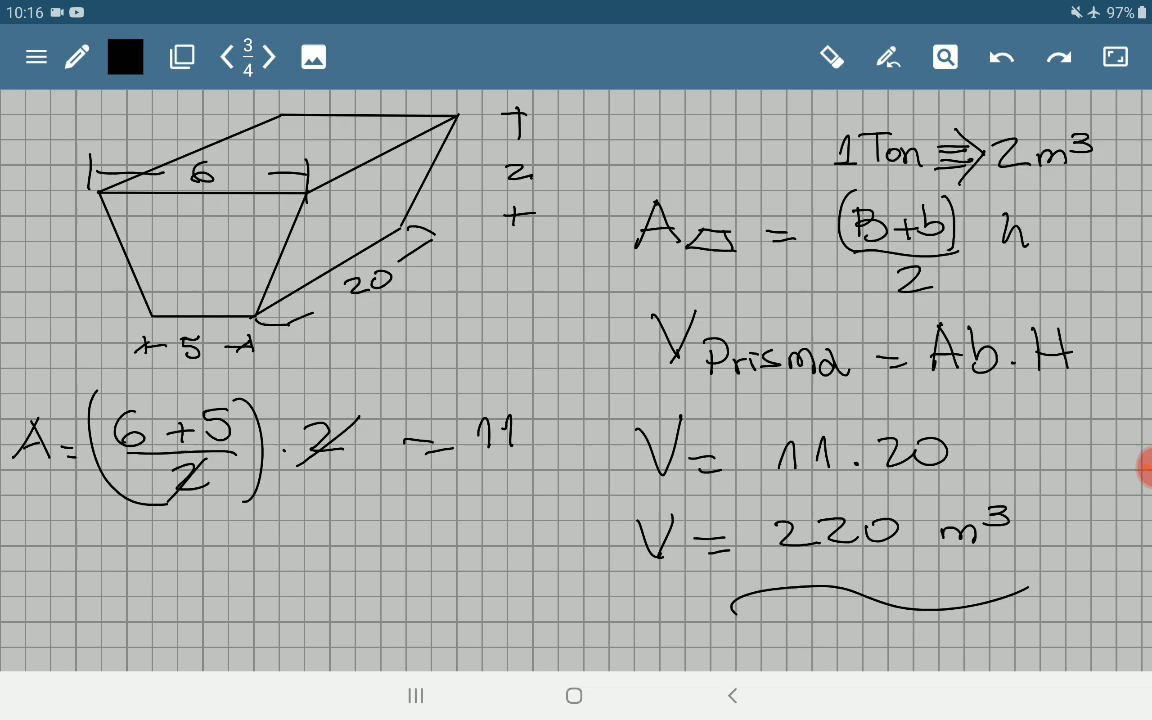 10:16
97%
3
4
6
2
20
5
1 Ton ⇒ 2 m³
A = (B+b) h
2
V Prisma = Ab. H
A = (6 + 5 / 2) . 2 = 11
V = 11.20
V = 220 m³